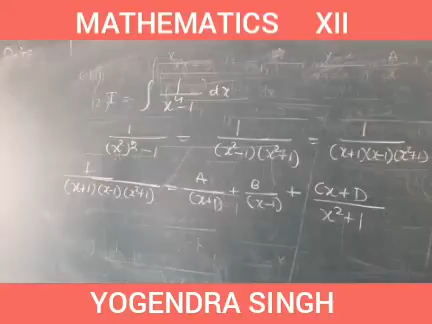 MATHEMATICS XII
I = ∫ 1/(x⁴-1) dx
1/((x²)²-1) = 1/((x²-1)(x²+1)) = 1/((x+1)(x-1)(x²+1))
1/((x+1)(x-1)(x²+1)) = A/(x+1) + B/(x-1) + (Cx+D)/(x²+1)
YOGENDRA SINGH